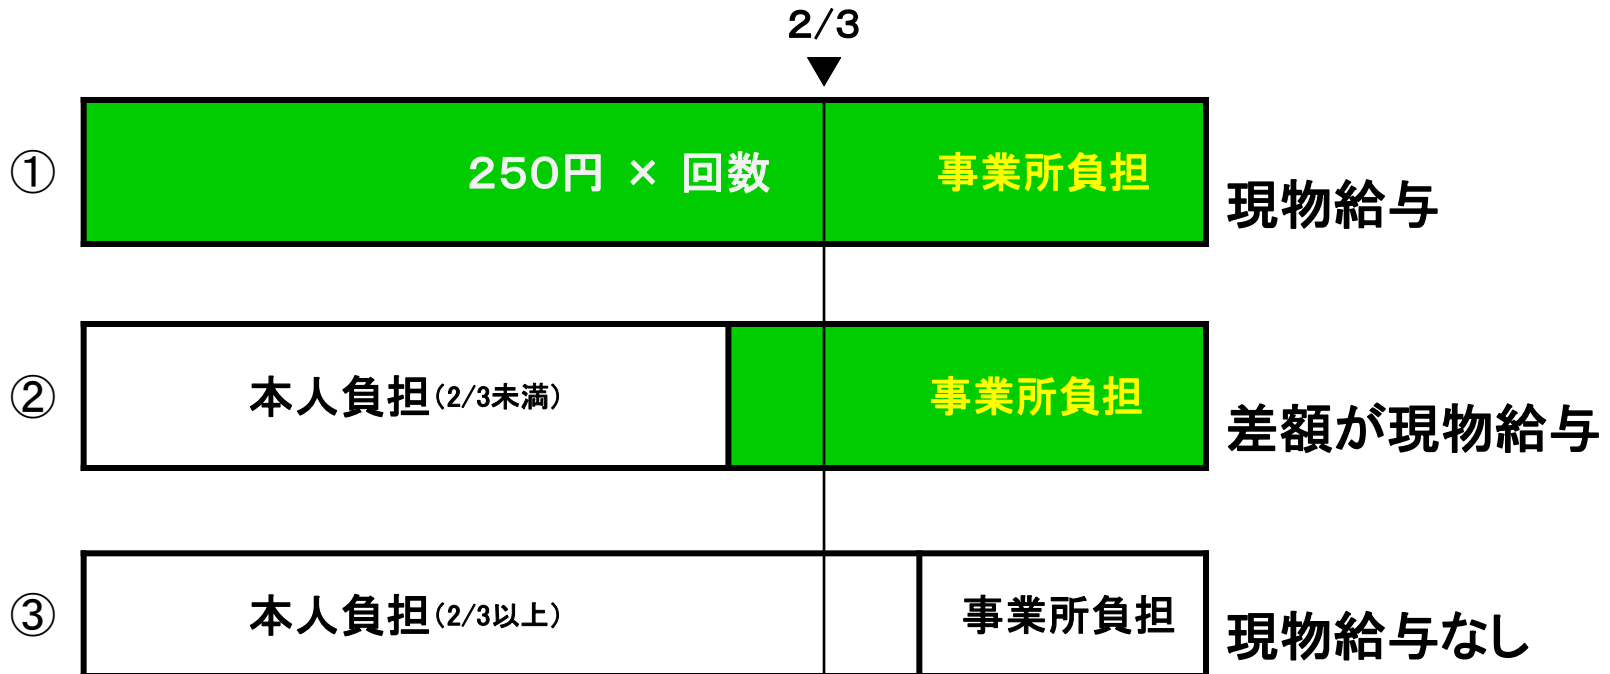 2/3
▼
① 250円 × 回数 事業所負担 現物給与
② 本人負担(2/3未満) 事業所負担 差額が現物給与
③ 本人負担(2/3以上) 事業所負担 現物給与なし